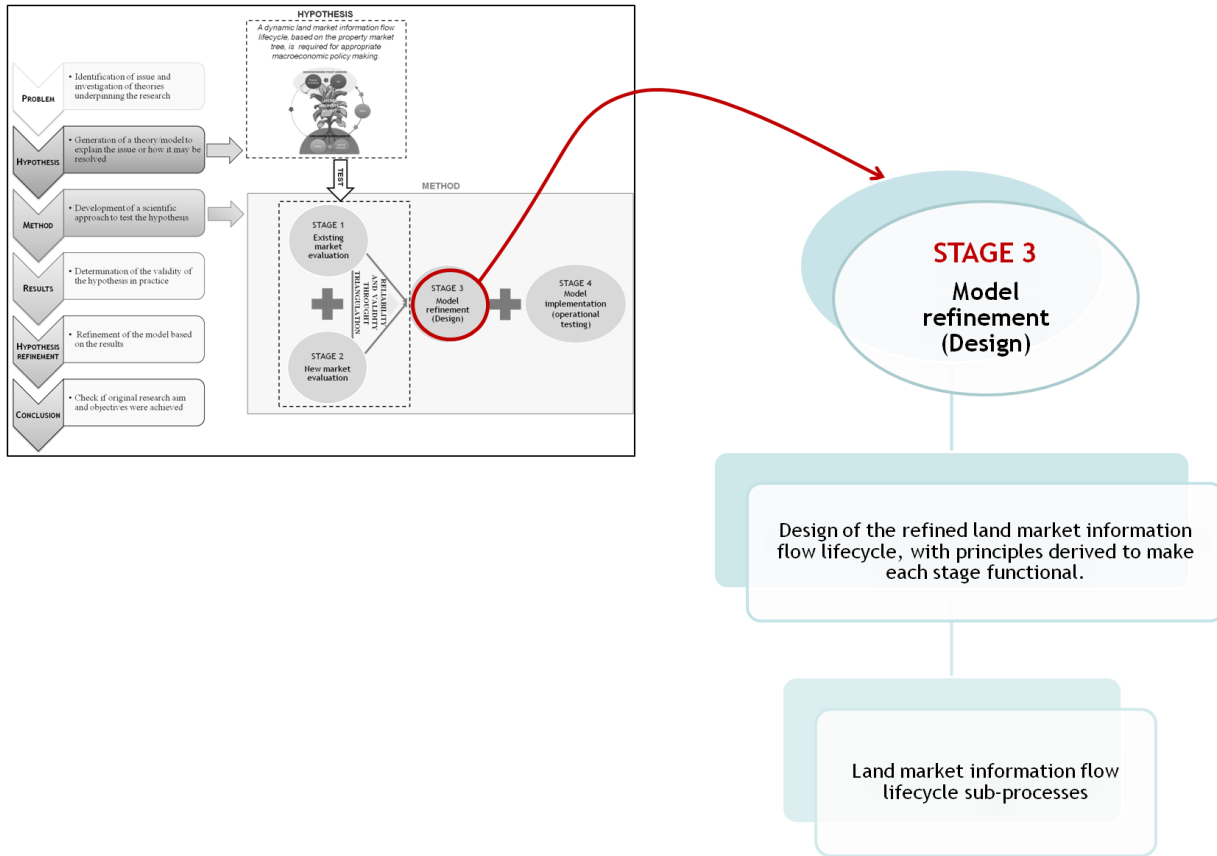 HYPOTHESIS
A dynamic land market information flow
lifecycle, based on the property market
tree, is required for appropriate
macroeconomic policy making.
PROBLEM
• Identification of issue and
investigation of theories
underpinning the research
HYPOTHESIS
• Generation of a theory/model to
explain the issue or how it may be
resolved
METHOD
• Development of a scientific
approach to test the hypothesis
RESULTS
• Determination of the validity of
the hypothesis in practice
HYPOTHESIS
REFINEMENT
• Refinement of the model based
on the results
CONCLUSION
• Check if original research aim
and objectives were achieved
TEST
METHOD
STAGE 1
Existing
market
evaluation
STAGE 2
New market
evaluation
RELIABILITY
AND VALIDITY
THROUGHT
TRIANGULATION
STAGE 3
Model
refinement
(Design)
STAGE 4
Model
implementation
(operational
testing)
STAGE 3
Model
refinement
(Design)
Design of the refined land market information
flow lifecycle, with principles derived to make
each stage functional.
Land market information flow
lifecycle sub-processes